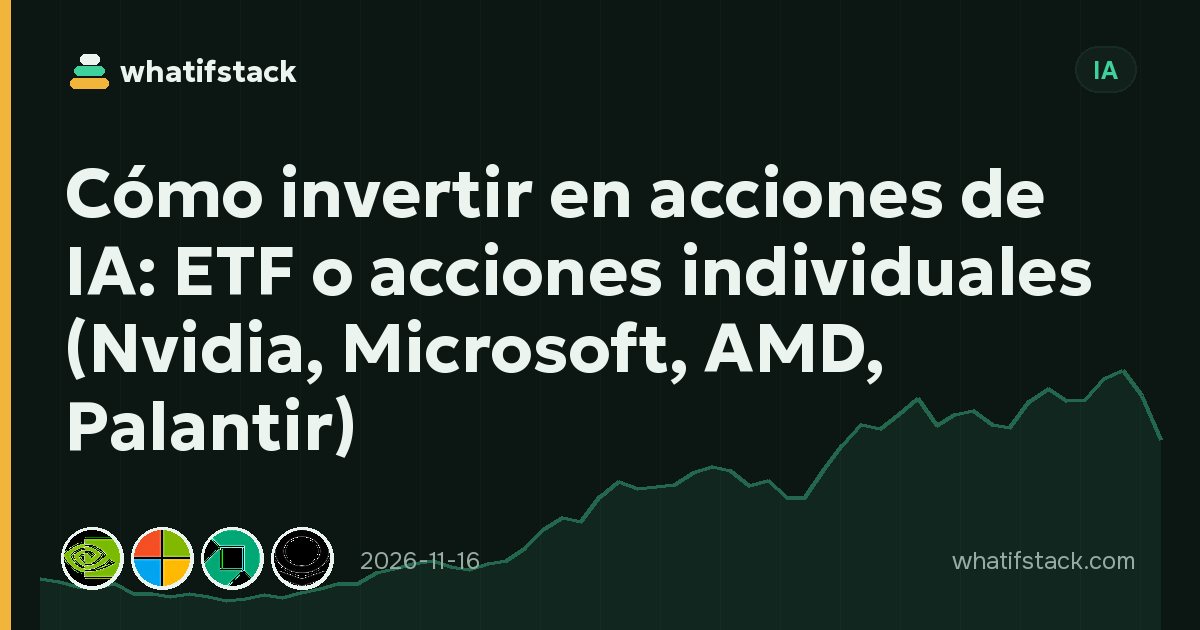 whatifstack
IA
Cómo invertir en acciones de
IA: ETF o acciones individuales
(Nvidia, Microsoft, AMD,
Palantir)
2026-11-16
whatifstack.com